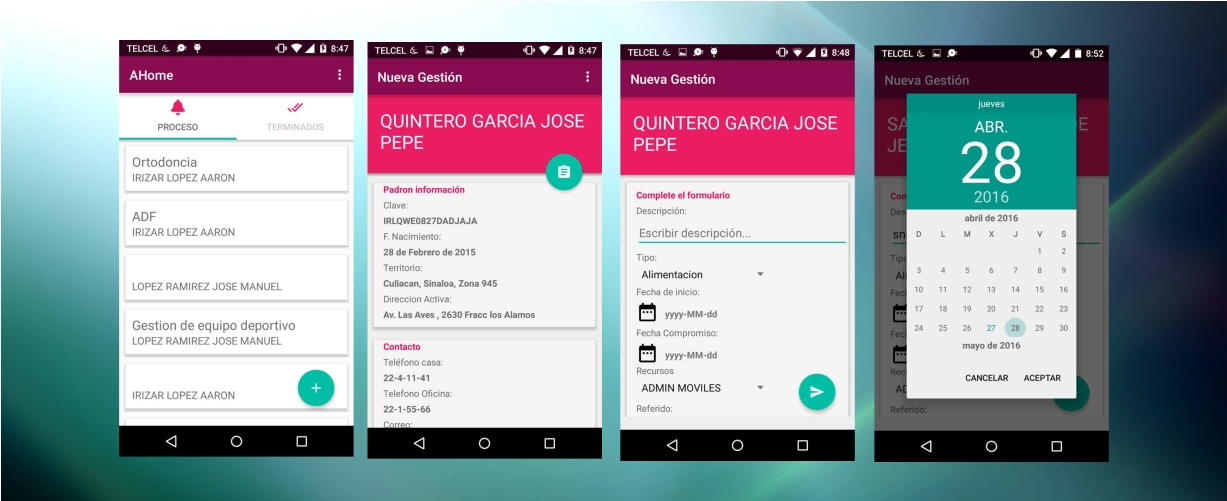 TELCEL 8:47
AHome
PROCESO TERMINADOS
Ortodoncia
IRIZAR LOPEZ AARON
ADF
IRIZAR LOPEZ AARON
LOPEZ RAMIREZ JOSE MANUEL
Gestion de equipo deportivo
LOPEZ RAMIREZ JOSE MANUEL
IRIZAR LOPEZ AARON
+
TELCEL 8:47
Nueva Gestión
QUINTERO GARCIA JOSE
PEPE
Padron información
Clave:
IRLQWE0827DADJAJA
F. Nacimiento:
28 de Febrero de 2015
Territorio:
Culiacan, Sinaloa, Zona 945
Direccion Activa:
Av. Las Aves , 2630 Fracc los Alamos
Contacto
Teléfono casa:
22-4-11-41
Telefono Oficina:
22-1-55-66
Correo:
TELCEL 8:48
Nueva Gestión
QUINTERO GARCIA JOSE
PEPE
Complete el formulario
Descripción:
Escribir descripción...
Tipo:
Alimentacion
Fecha de inicio:
yyyy-MM-dd
Fecha Compromiso:
yyyy-MM-dd
Recursos
ADMIN MOVILES
Referido:
TELCEL 8:52
Nueva Gestión
jueves
ABR.
28
2016
abril de 2016
D L M X J V S
1 2
3 4 5 6 7 8 9
10 11 12 13 14 15 16
17 18 19 20 21 22 23
24 25 26 27 28 29 30
mayo de 2016
CANCELAR ACEPTAR
Referido: